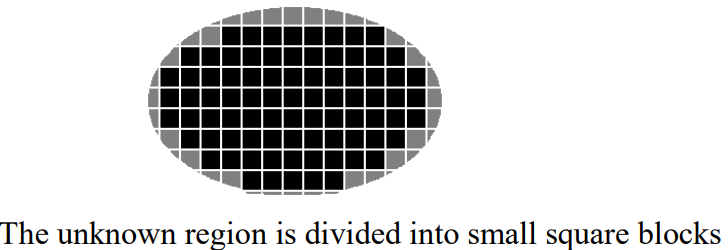 The unknown region is divided into small square blocks